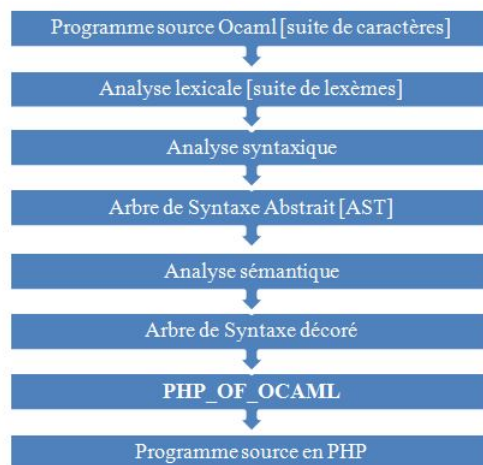 Programme source Ocaml [suite de caractères]
Analyse lexicale [suite de lexèmes]
Analyse syntaxique
Arbre de Syntaxe Abstrait [AST]
Analyse sémantique
Arbre de Syntaxe décoré
PHP_OF_OCAML
Programme source en PHP